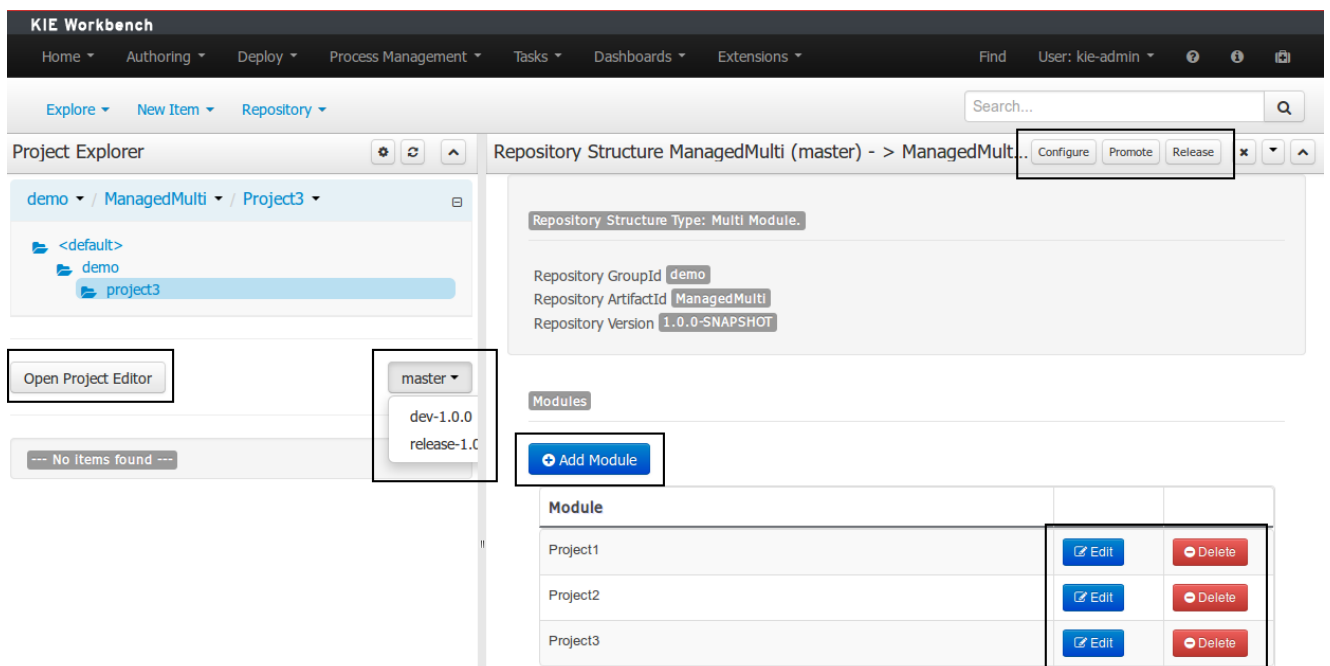 KIE Workbench
Home Authoring Deploy Process Management Tasks Dashboards Extensions Find User: kie-admin
Explore New Item Repository Search...
Project Explorer
demo / ManagedMulti / Project3
<default>
demo
project3
Open Project Editor master
dev-1.0.0
release-1.0
--- No items found ---
Repository Structure ManagedMulti (master) - > ManagedMult... Configure Promote Release
Repository Structure Type: Multi Module.
Repository GroupId demo
Repository ArtifactId ManagedMulti
Repository Version 1.0.0-SNAPSHOT
Modules
Add Module
Module
Project1 Edit Delete
Project2 Edit Delete
Project3 Edit Delete